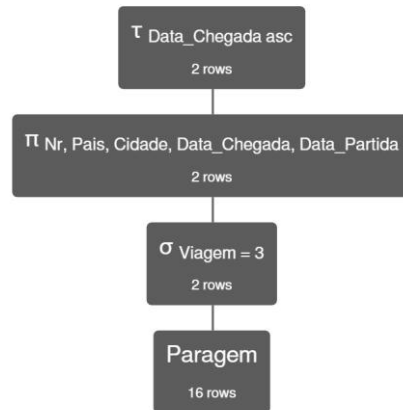 τ Data_Chegada asc
2 rows
π Nr, Pais, Cidade, Data_Chegada, Data_Partida
2 rows
σ Viagem = 3
2 rows
Paragem
16 rows